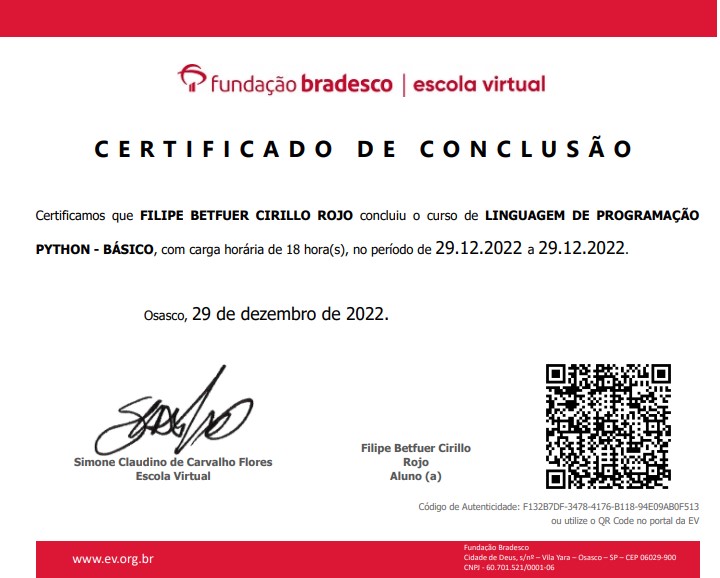 fundação bradesco | escola virtual
CERTIFICADO DE CONCLUSÃO
Certificamos que FILIPE BETFUER CIRILLO ROJO concluiu o curso de LINGUAGEM DE PROGRAMAÇÃO
PYTHON - BÁSICO, com carga horária de 18 hora(s), no período de 29.12.2022 a 29.12.2022.
Osasco, 29 de dezembro de 2022.
Simone Claudino de Carvalho Flores
Escola Virtual
Filipe Betfuer Cirillo
Rojo
Aluno (a)
Código de Autenticidade: F132B7DF-3478-4176-B118-94E09AB0F513
ou utilize o QR Code no portal da EV
www.ev.org.br
Fundação Bradesco
Cidade de Deus, s/nº – Vila Yara – Osasco – SP – CEP 06029-900
CNPJ - 60.701.521/0001-06